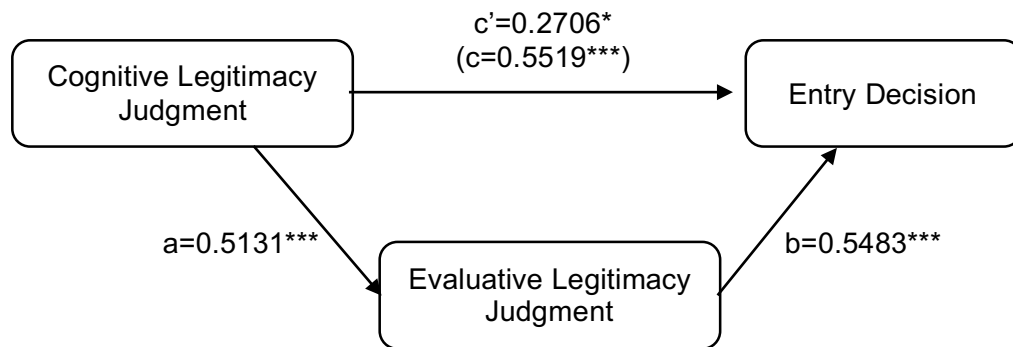 c’=0.2706*
(c=0.5519***)
Cognitive Legitimacy
Judgment
Entry Decision
a=0.5131***
b=0.5483***
Evaluative Legitimacy
Judgment